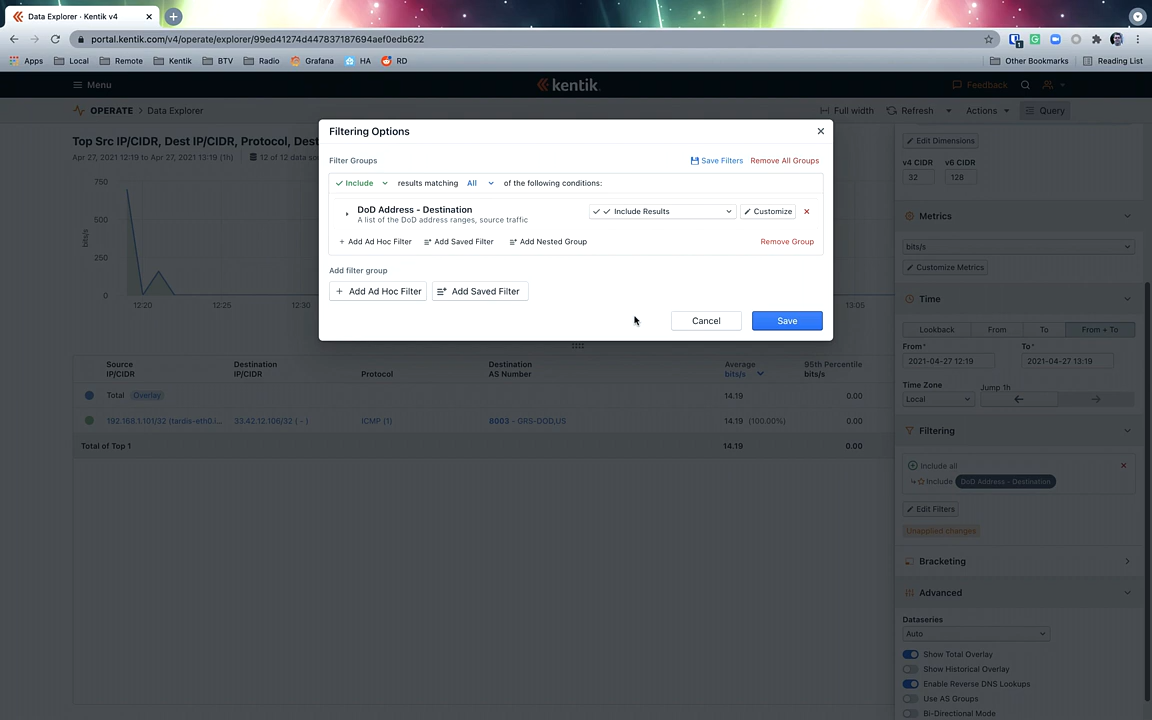 Data Explorer - Kentik v4
portal.kentik.com/v4/operate/explorer/99ed41274d447837187694aef0edb622
Apps Local Remote Kentik BTV Radio Grafana HA RD Other Bookmarks Reading List
Menu kentik. Feedback
OPERATE > Data Explorer Full width Refresh Actions Query
Top Src IP/CIDR, Dest IP/CIDR, Protocol, Dest
Apr 27, 2021 12:19 to Apr 27, 2021 13:19 (1h) 12 of 12 data so
750
500
250
0
bits/s
12:20 12:25 12:30 13:05
Filtering Options
Filter Groups Save Filters Remove All Groups
Include results matching All of the following conditions:
DoD Address - Destination
A list of the DoD address ranges, source traffic
Include Results Customize
Add Ad Hoc Filter Add Saved Filter Add Nested Group Remove Group
Add filter group
Add Ad Hoc Filter Add Saved Filter
Cancel Save
Source IP/CIDR Destination IP/CIDR Protocol Destination AS Number Average bits/s 95th Percentile bits/s
Total Overlay 14.19 0.00
192.168.1.101/32 (tardis-eth0.i... 33.42.12.106/32 ( - ) ICMP (1) 8003 - GRS-DOD,US 14.19 (100.00%) 0.00
Total of Top 1 14.19 0.00
Edit Dimensions
v4 CIDR v6 CIDR
32 128
Metrics
bits/s
Customize Metrics
Time
Lookback From To From + To
From* To*
2021-04-27 12:19 2021-04-27 13:19
Time Zone Jump 1h
Local
Filtering
Include all
Include DoD Address - Destination
Edit Filters
Unapplied changes
Bracketing
Advanced
Dataseries
Auto
Show Total Overlay
Show Historical Overlay
Enable Reverse DNS Lookups
Use AS Groups
Bi-Directional Mode